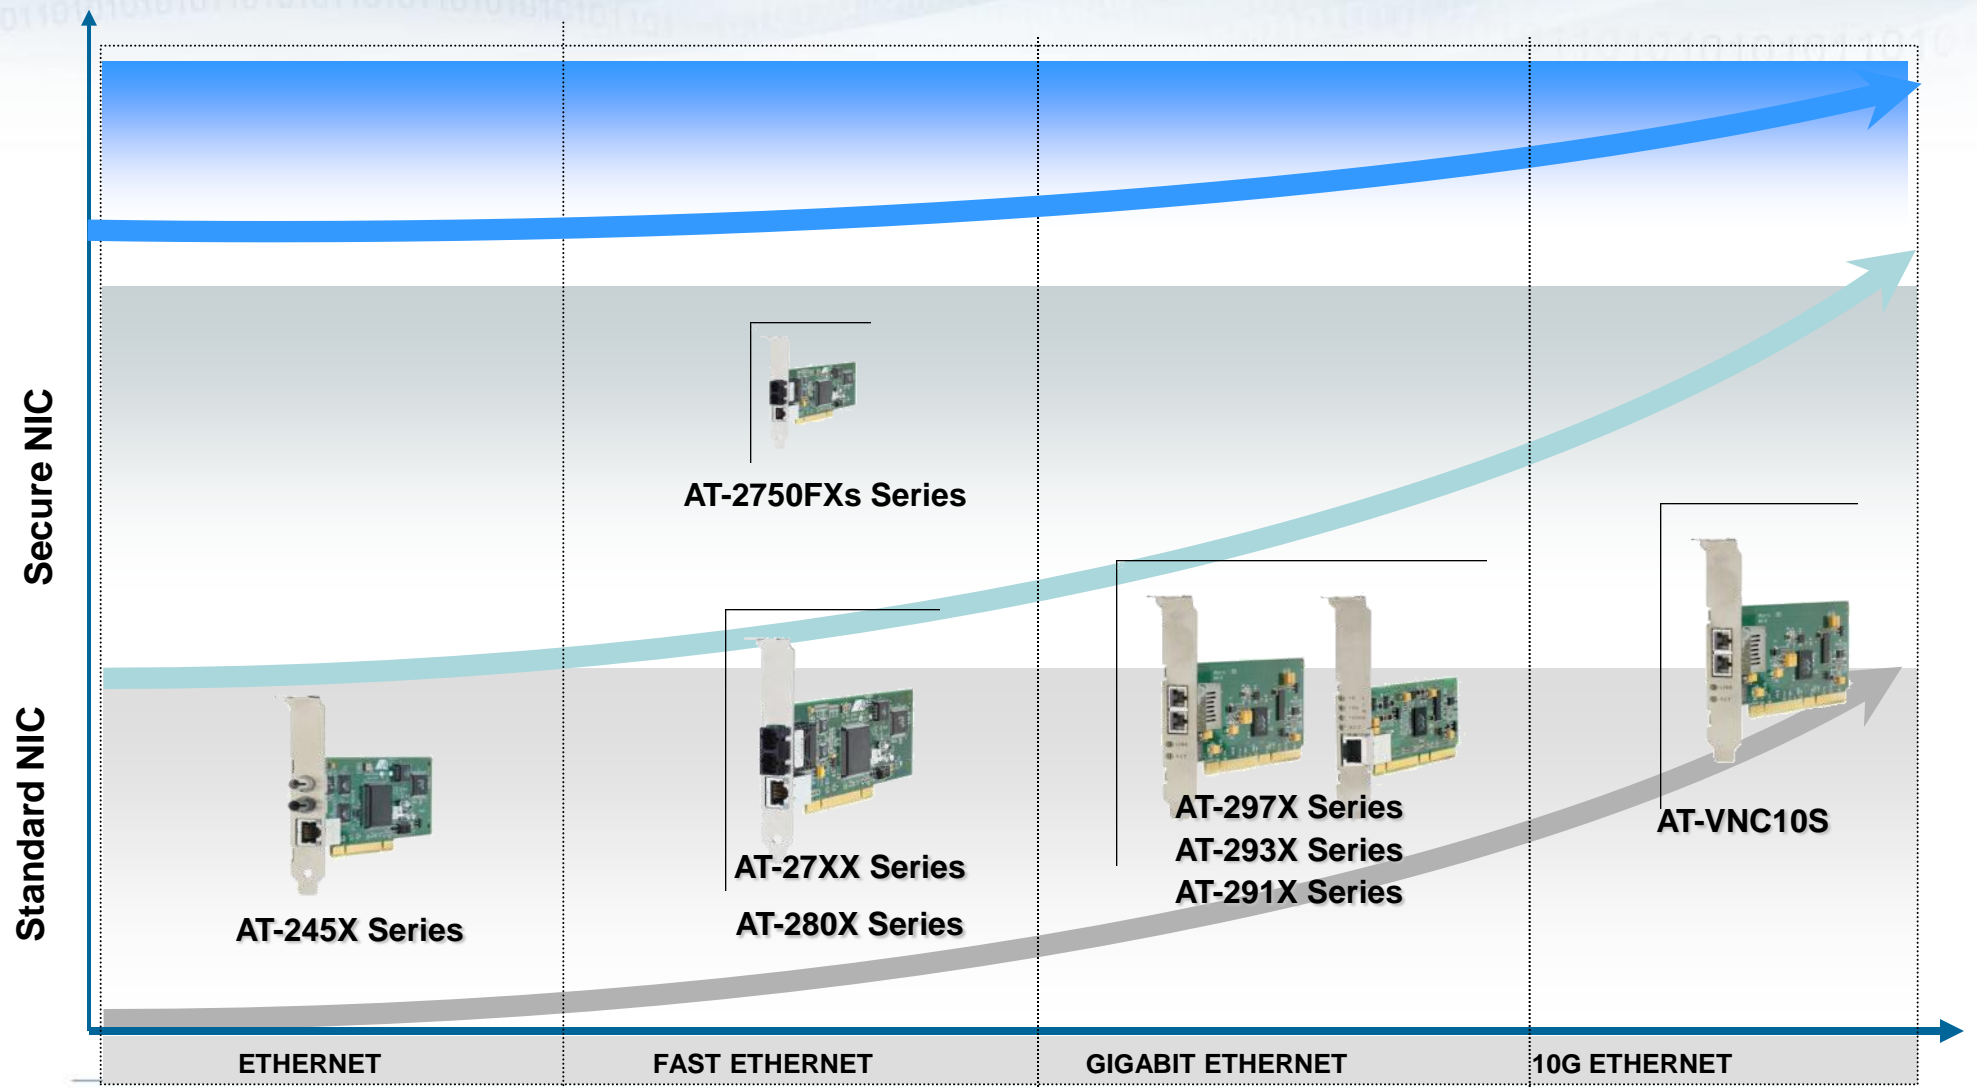 Secure NIC
Standard NIC
AT-2750FXs Series
AT-245X Series
AT-27XX Series
AT-280X Series
AT-297X Series
AT-293X Series
AT-291X Series
AT-VNC10S
ETHERNET
FAST ETHERNET
GIGABIT ETHERNET
10G ETHERNET